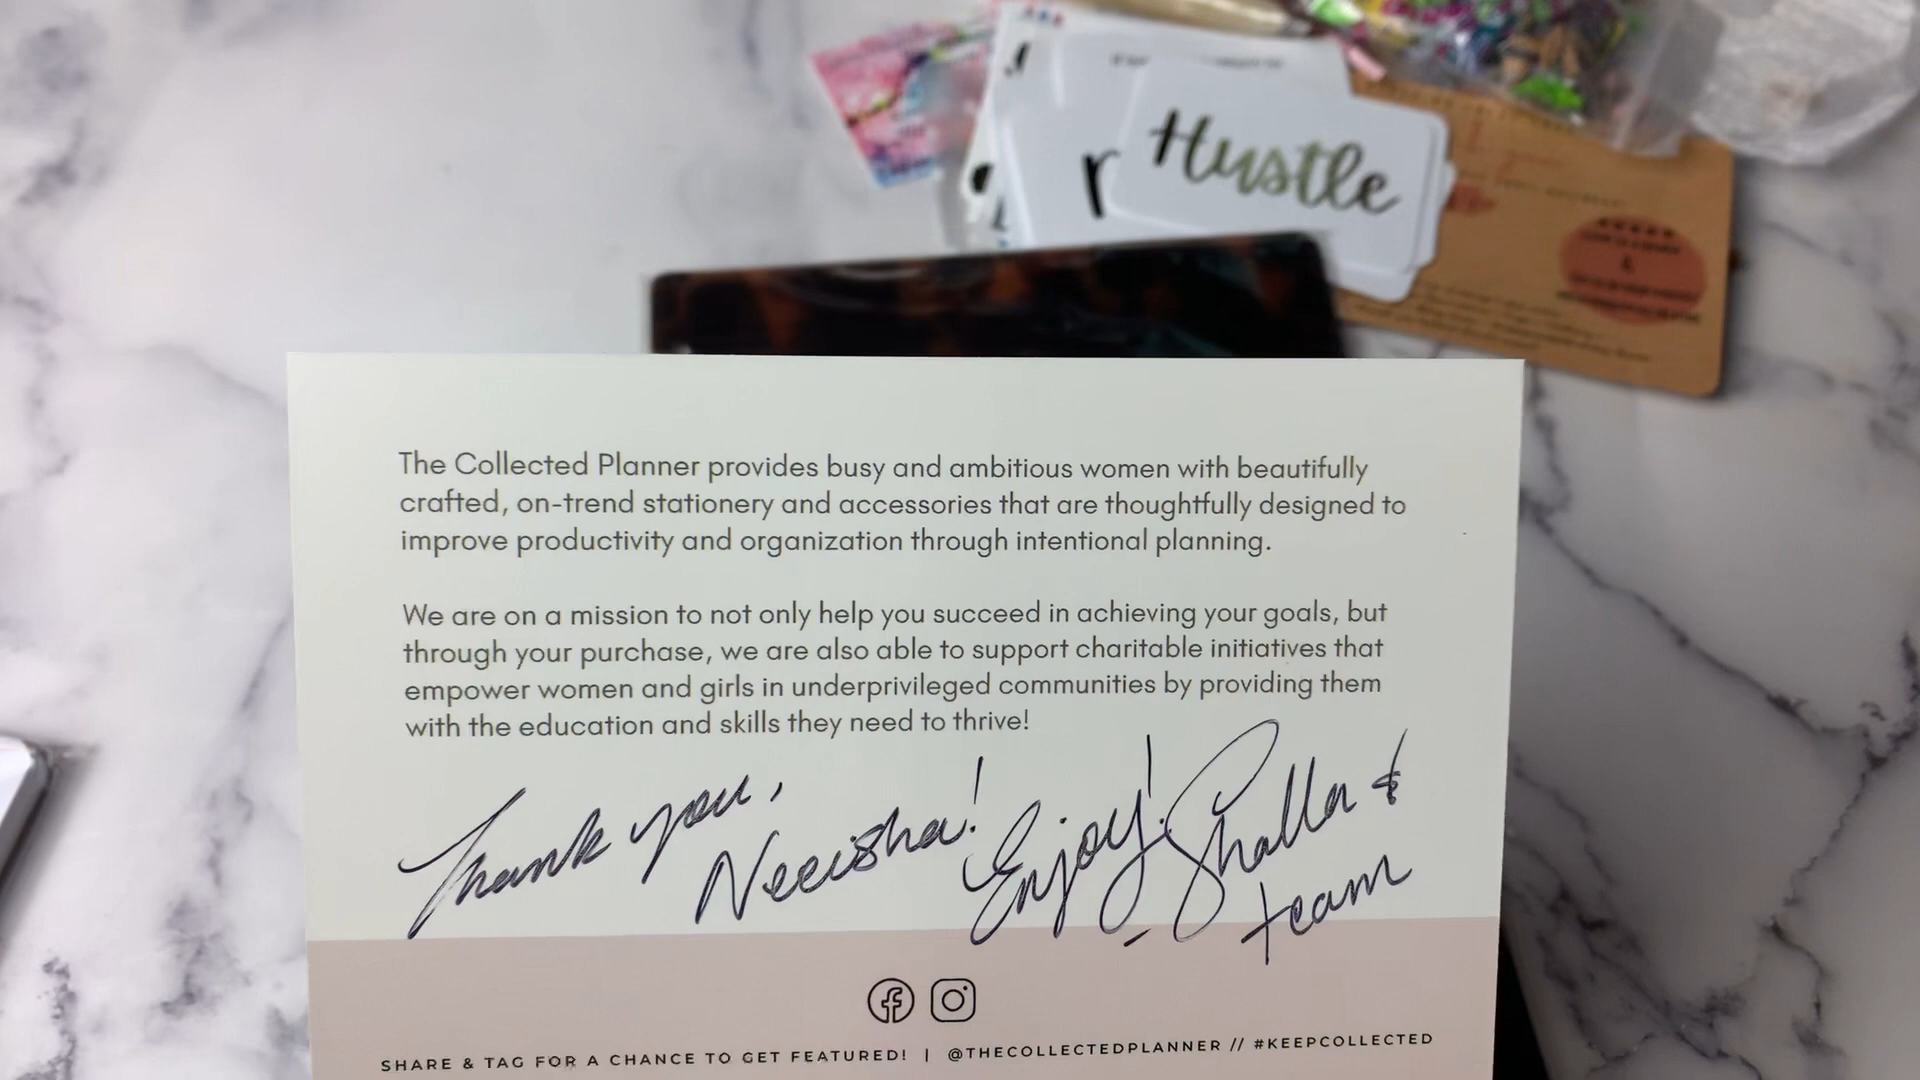 Hustle
r
The Collected Planner provides busy and ambitious women with beautifully
crafted, on-trend stationery and accessories that are thoughtfully designed to
improve productivity and organization through intentional planning.
We are on a mission to not only help you succeed in achieving your goals, but
through your purchase, we are also able to support charitable initiatives that
empower women and girls in underprivileged communities by providing them
with the education and skills they need to thrive!
Thank you,
Neeisha! Enjoy!
- Shalla &
team
SHARE & TAG FOR A CHANCE TO GET FEATURED! | @THECOLLECTEDPLANNER // #KEEPCOLLECTED